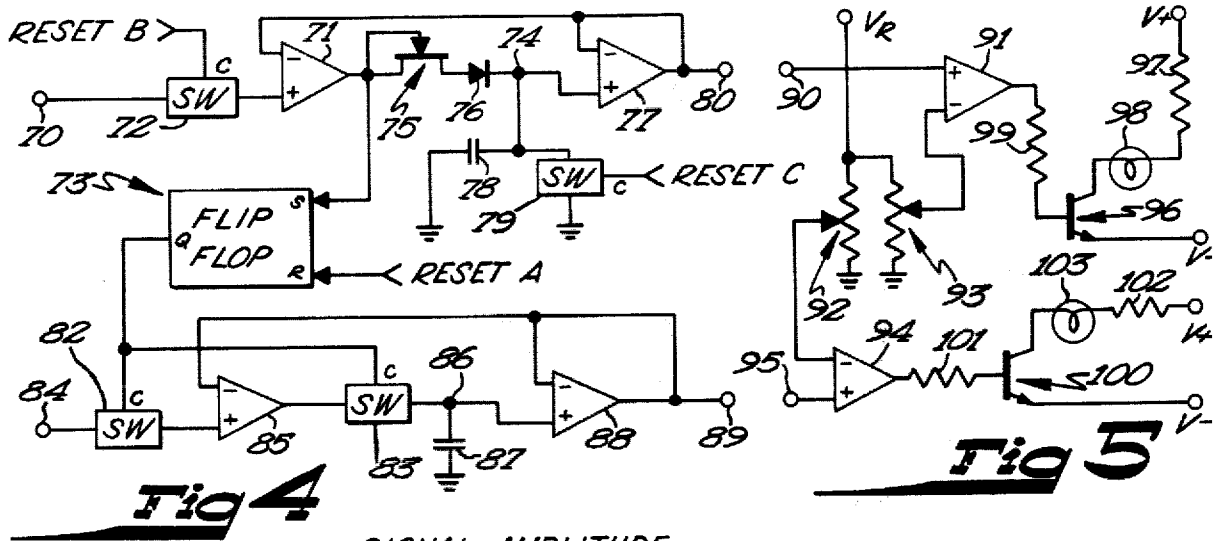 RESET B
C
SW
70
72
71
-
+
75
76
74
-
+
77
80
78
SW
C
RESET C
79
73
FLIP
FLOP
S
Q
R
RESET A
82
84
C
SW
-
+
85
C
SW
83
86
87
-
+
88
89
Fig 4
VR
90
+
-
91
99
V+
97
98
96
V-
92
93
94
-
+
95
101
103
102
V+
100
V-
Fig 5
SIGNAL AMPLITUDE